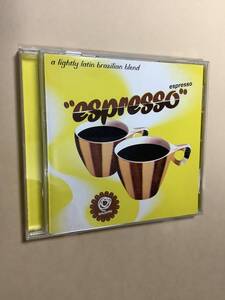 a lightly latin brazilian blend
espresso
"espresso"